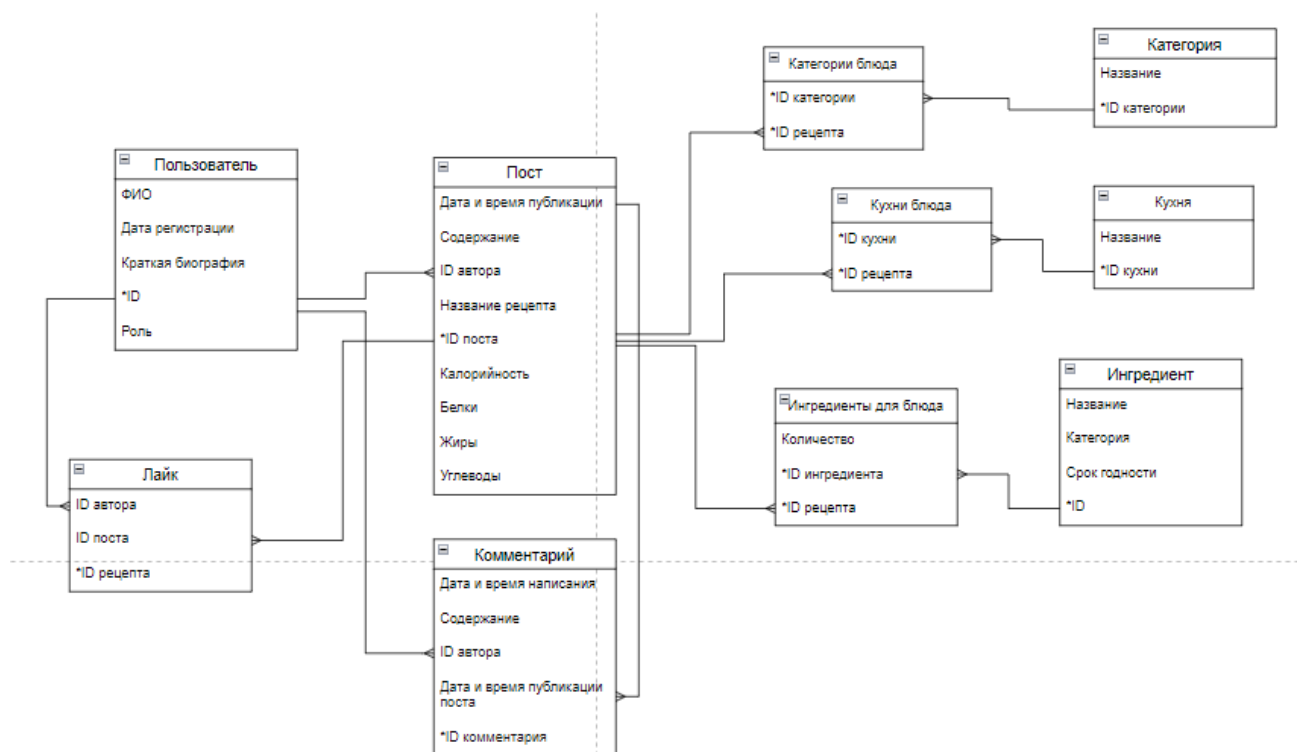 Пользователь
ФИО
Дата регистрации
Краткая биография
*ID
Роль
Лайк
ID автора
ID поста
*ID рецепта
Пост
Дата и время публикации
Содержание
ID автора
Название рецепта
*ID поста
Калорийность
Белки
Жиры
Углеводы
Комментарий
Дата и время написания
Содержание
ID автора
Дата и время публикации
поста
*ID комментария
Категории блюда
*ID категории
*ID рецепта
Категория
Название
*ID категории
Кухни блюда
*ID кухни
*ID рецепта
Кухня
Название
*ID кухни
Ингредиенты для блюда
Количество
*ID ингредиента
*ID рецепта
Ингредиент
Название
Категория
Срок годности
*ID